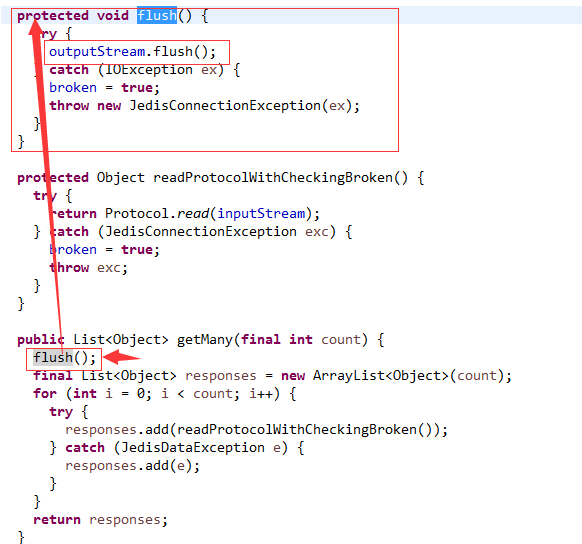 protected void flush() {
try {
outputStream.flush();
} catch (IOException ex) {
broken = true;
throw new JedisConnectionException(ex);
}
}
protected Object readProtocolWithCheckingBroken() {
try {
return Protocol.read(inputStream);
} catch (JedisConnectionException exc) {
broken = true;
throw exc;
}
}
public List<Object> getMany(final int count) {
flush();
final List<Object> responses = new ArrayList<Object>(count);
for (int i = 0; i < count; i++) {
try {
responses.add(readProtocolWithCheckingBroken());
} catch (JedisDataException e) {
responses.add(e);
}
}
return responses;
}